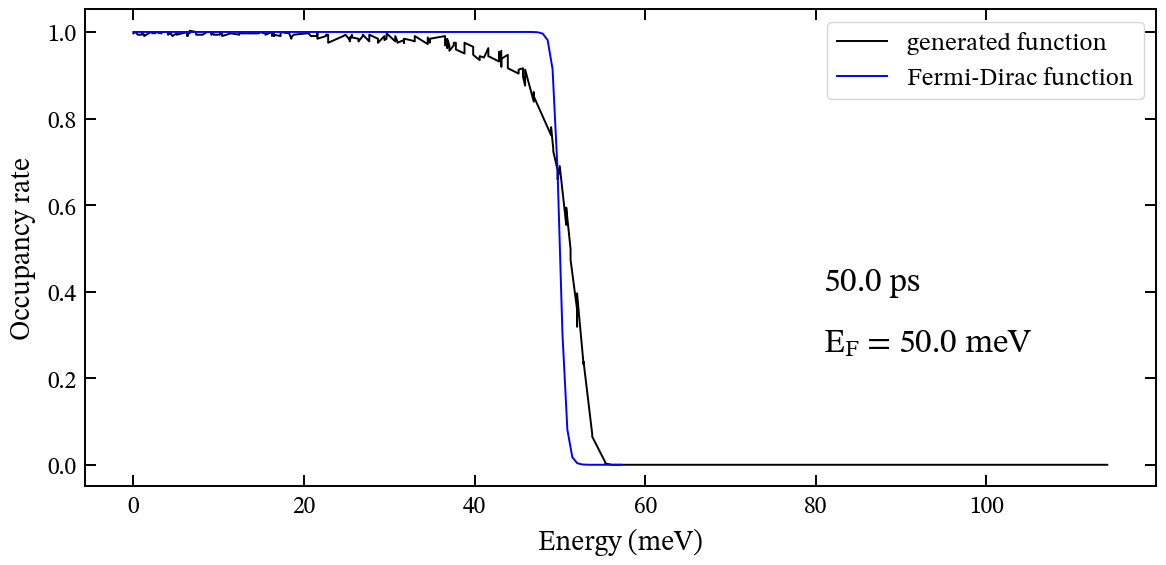 generated function
Fermi-Dirac function
1.0
0.8
0.6
0.4
0.2
0.0
Occupancy rate
50.0 ps
E_F = 50.0 meV
0 20 40 60 80 100
Energy (meV)